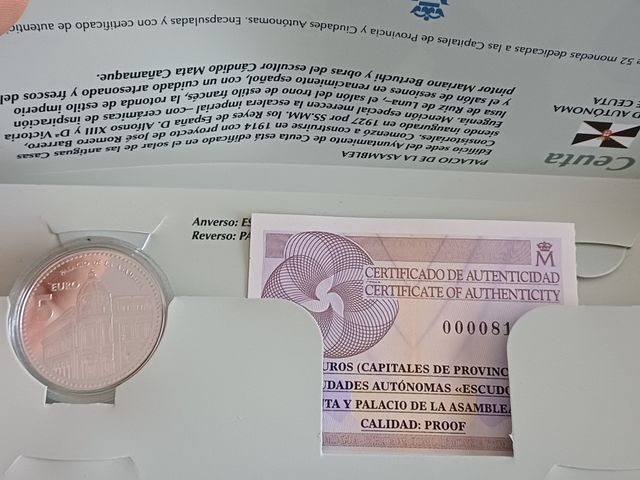 Ceuta
D AUTÓNOMA
E CEUTA
PALACIO DE LA ASAMBLEA
Edificio sede del Ayuntamiento de Ceuta está edificado en el solar de las antiguas Casas
Consistoriales. Comenzó a construirse en 1914 con proyecto de José Romero Barrero,
siendo inaugurado en 1927 por SS.MM. los Reyes de España D. Alfonso XIII y Dª Victoria
Eugenia. Mención especial merecen la escalera imperial –con cerámicas de inspiración
lusa de Ruiz de Luna–, el salón del trono de estilo francés, la rotonda de estilo imperio
y el salón de sesiones en renacimiento español, con un cuidado artesonado y frescos del
pintor Mariano Bertuchi y obras del escultor Cándido Mata Cañamaque.
e 52 monedas dedicadas a las Capitales de Provincia y Ciudades Autónomas. Encapsuladas y con certificado de autentici
Anverso: ES
Reverso: PA
PALACIO DE LA
5
EURO
M
CERTIFICADO DE AUTENTICIDAD
CERTIFICATE OF AUTHENTICITY
000081
UROS (CAPITALES DE PROVINC
UDADES AUTÓNOMAS «ESCUDO
TA Y PALACIO DE LA ASAMBLEA
CALIDAD: PROOF